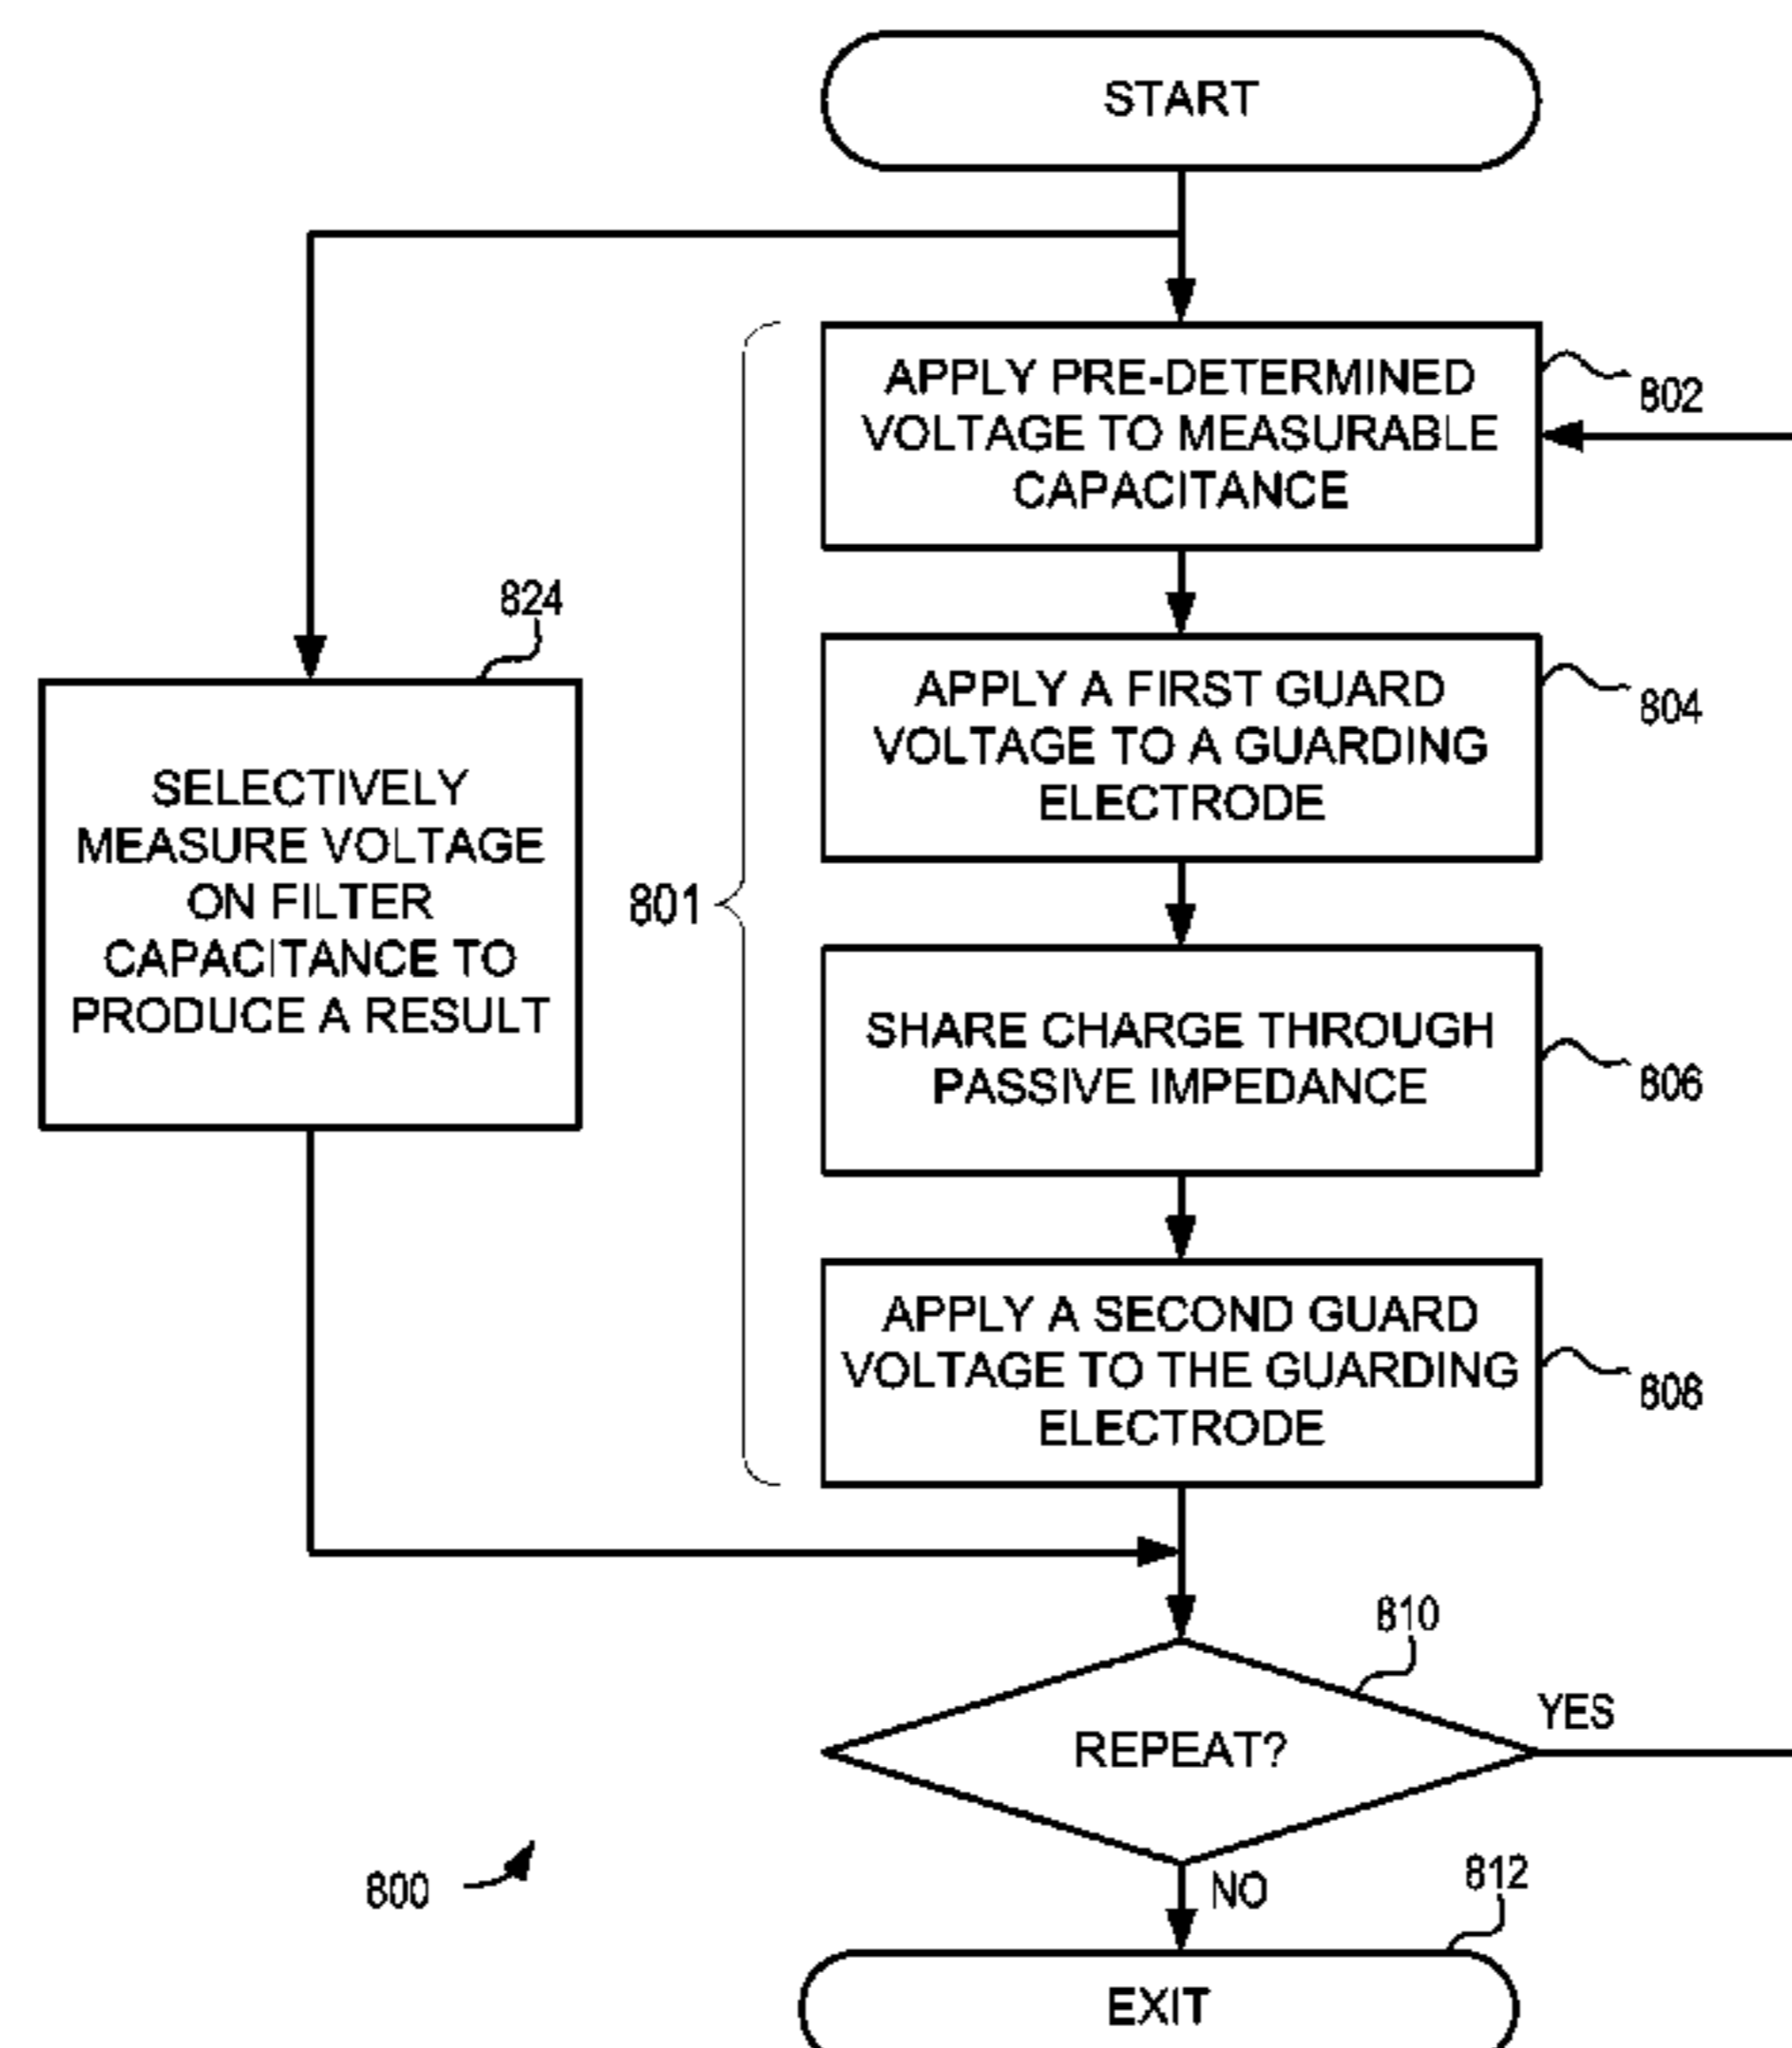 START
APPLY PRE-DETERMINED
VOLTAGE TO MEASURABLE
CAPACITANCE
802
824
SELECTIVELY
MEASURE VOLTAGE
ON FILTER
CAPACITANCE TO
PRODUCE A RESULT
801
APPLY A FIRST GUARD
VOLTAGE TO A GUARDING
ELECTRODE
804
SHARE CHARGE THROUGH
PASSIVE IMPEDANCE
806
APPLY A SECOND GUARD
VOLTAGE TO THE GUARDING
ELECTRODE
808
810
REPEAT?
YES
NO
800
812
EXIT